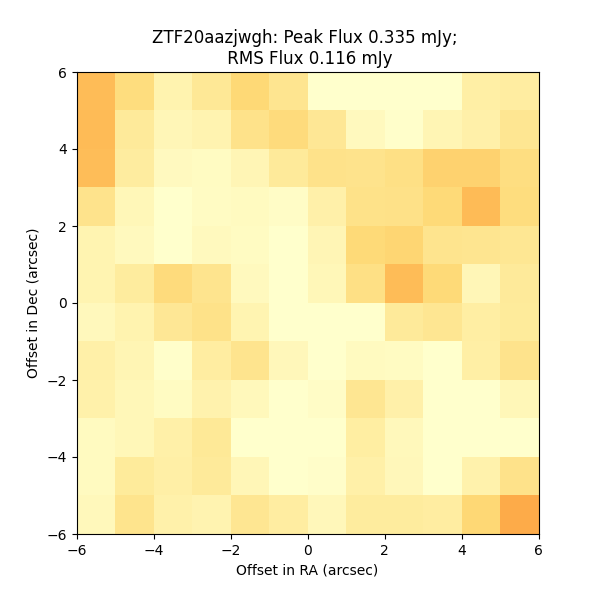 ZTF20aazjwgh: Peak Flux 0.335 mJy;
RMS Flux 0.116 mJy
6
4
2
0
−2
−4
−6
Offset in Dec (arcsec)
−6 −4 −2 0 2 4 6
Offset in RA (arcsec)